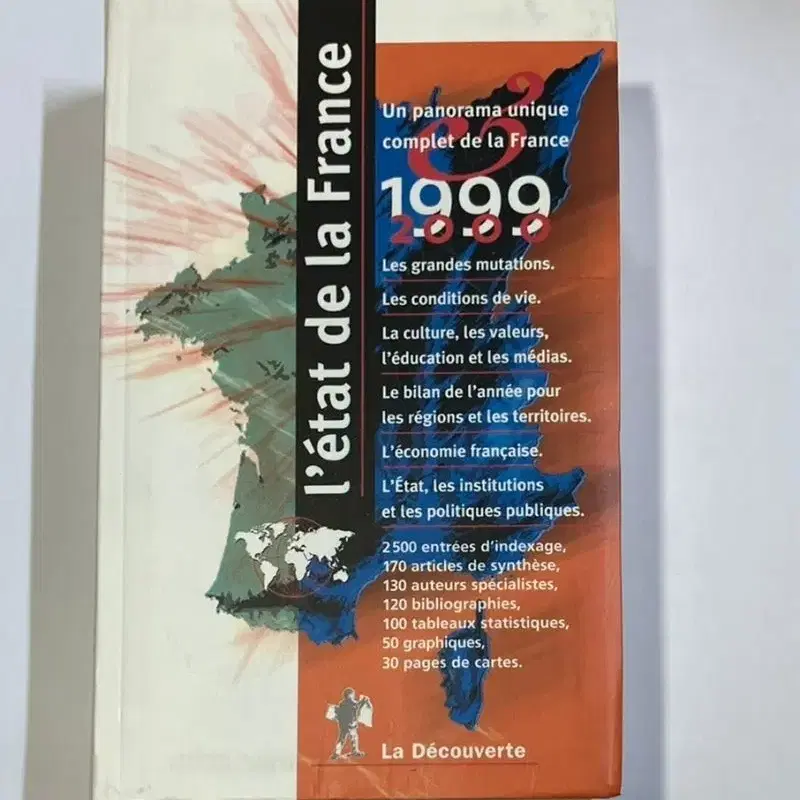 l'état de la France
Un panorama unique
complet de la France
&
1999
2000
Les grandes mutations.
Les conditions de vie.
La culture, les valeurs,
l'éducation et les médias.
Le bilan de l'année pour
les régions et les territoires.
L'économie française.
L'État, les institutions
et les politiques publiques.
2500 entrées d'indexage,
170 articles de synthèse,
130 auteurs spécialistes,
120 bibliographies,
100 tableaux statistiques,
50 graphiques,
30 pages de cartes.
La Découverte